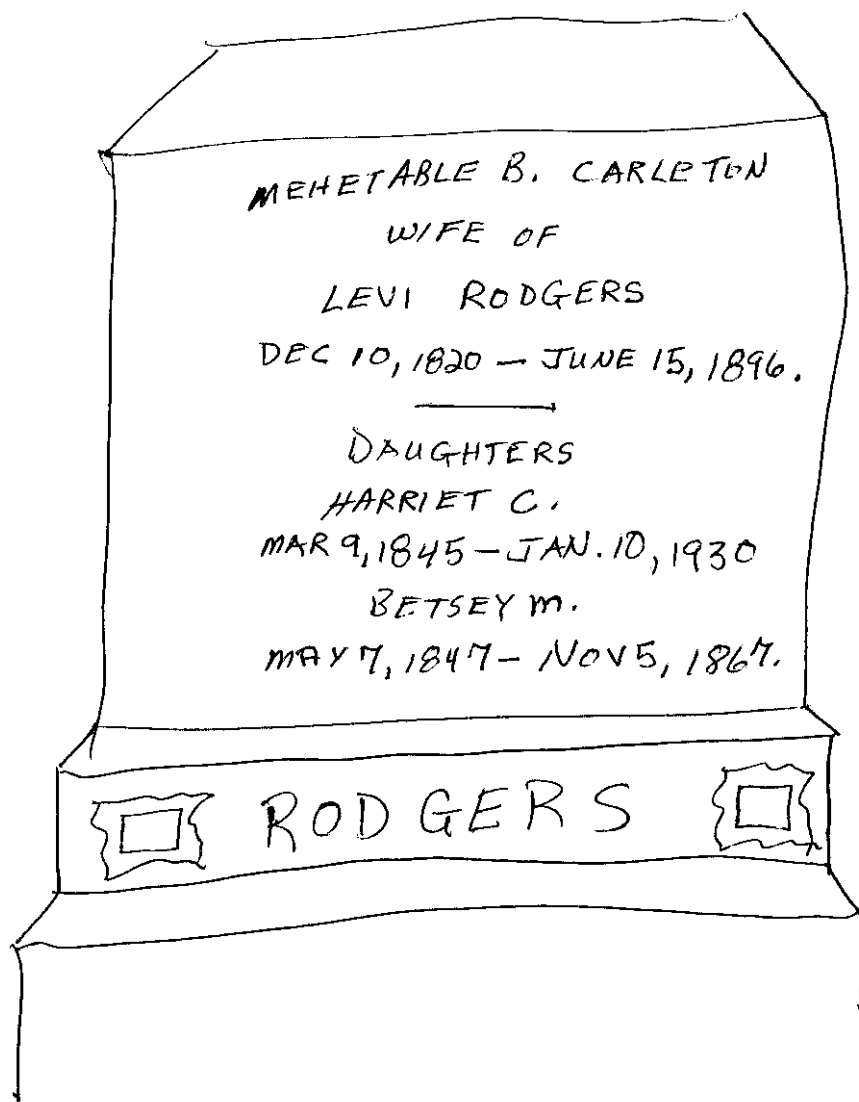 MEHETABLE B. CARLETON
WIFE OF
LEVI RODGERS
DEC 10, 1820 — JUNE 15, 1896.
DAUGHTERS
HARRIET C.
MAR 9, 1845 — JAN. 10, 1930
BETSEY M.
MAY 7, 1847 — NOV 5, 1867.
RODGERS